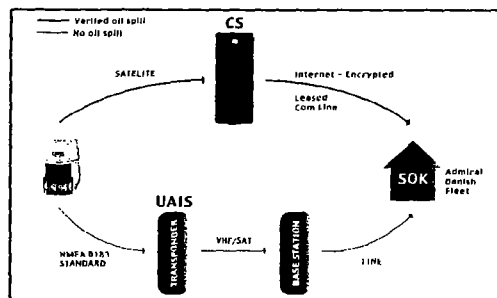 Verified oil spill
No oil spill
CS
SATELITE
Internet - Encrypted
Leased
Com Line
SOK
Admiral
Danish
Fleet
UAIS
NMEA 0183
STANDARD
TRANSPONDER
VHF/SAT
BASE STATION
LINE